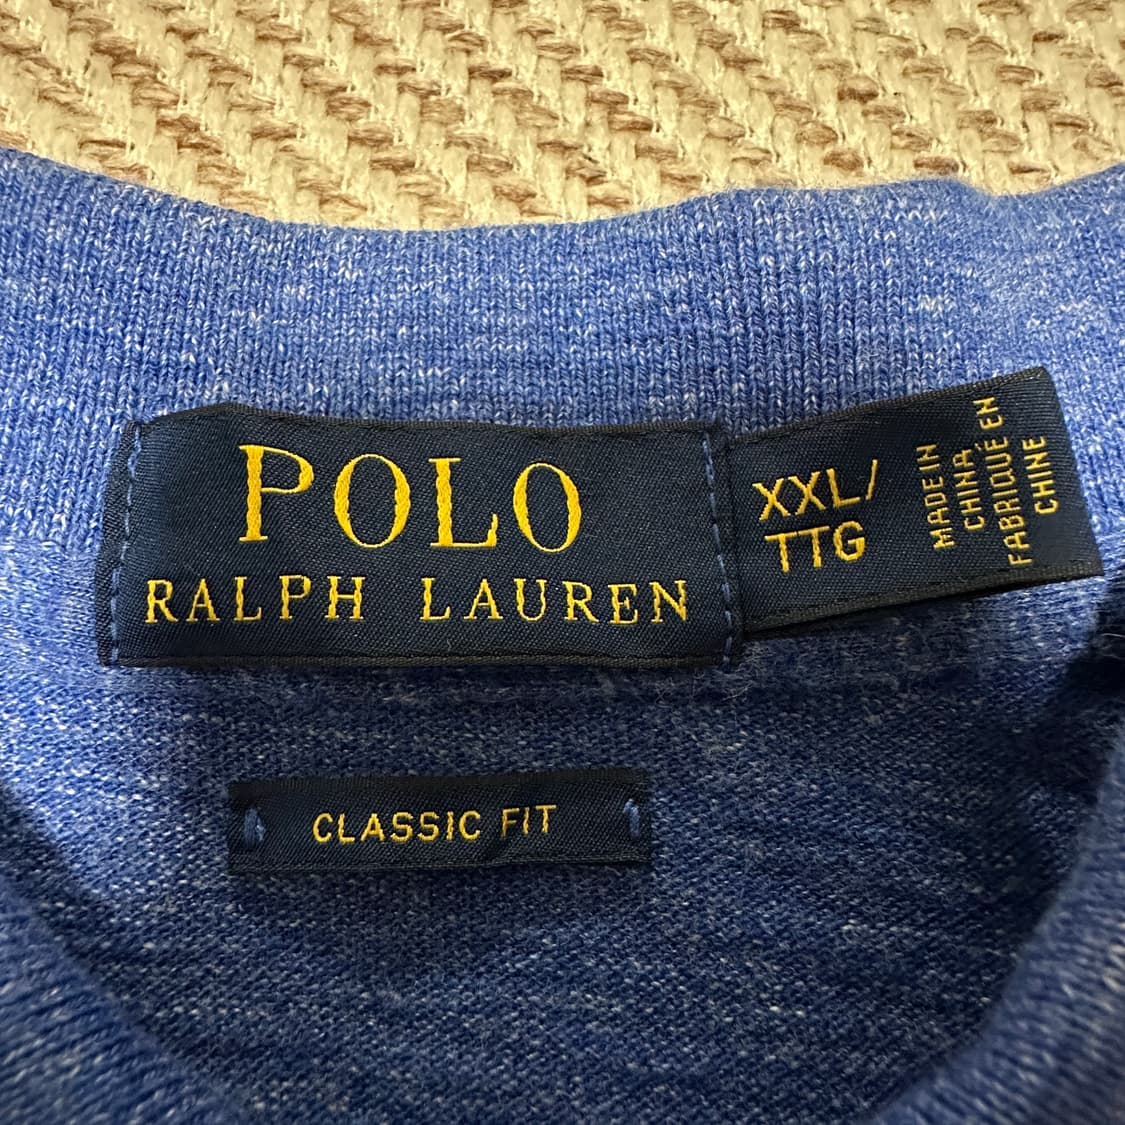 POLO
RALPH LAUREN
XXL/
TTG
MADE IN
CHINA
FABRIQUÉ EN
CHINE
CLASSIC FIT